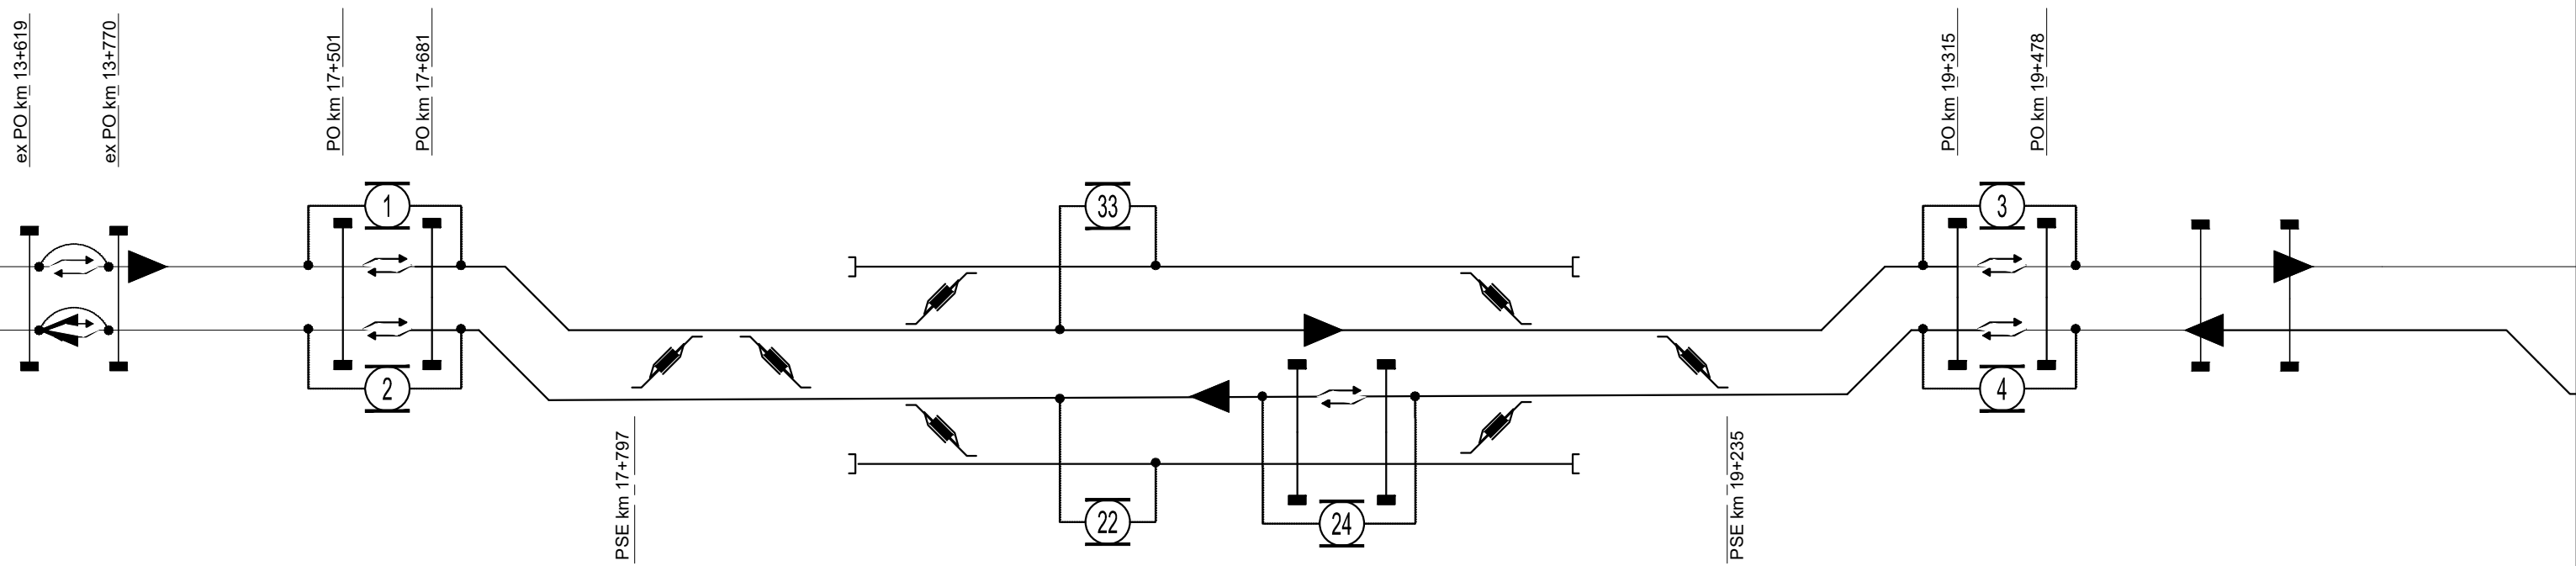 ex PO km 13+619
ex PO km 13+770
PO km 17+501
PO km 17+681
PO km 19+315
PO km 19+478
1
33
3
2
4
PSE km 17+797
22
24
PSE km 19+235